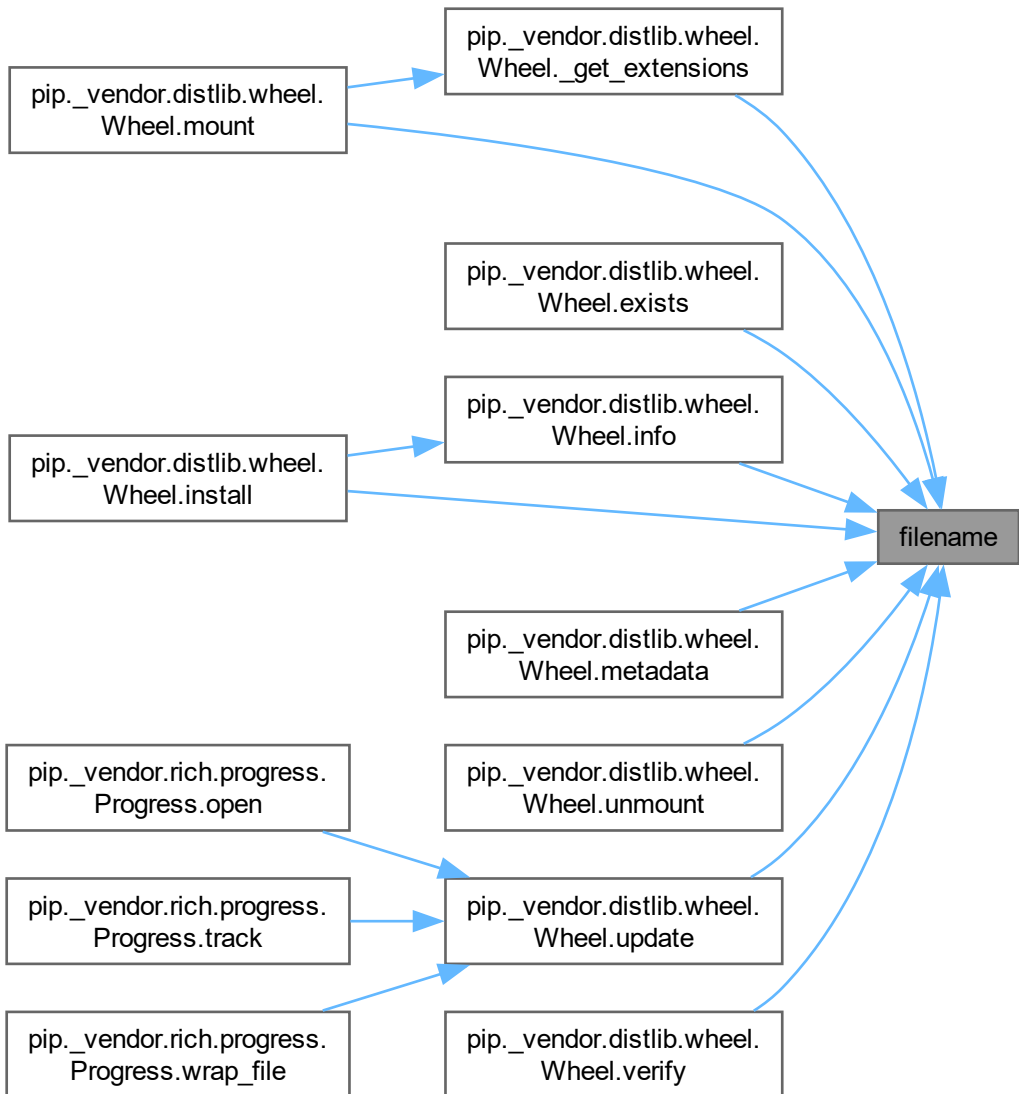 pip._vendor.distlib.wheel.
Wheel._get_extensions
pip._vendor.distlib.wheel.
Wheel.mount
pip._vendor.distlib.wheel.
Wheel.exists
pip._vendor.distlib.wheel.
Wheel.info
pip._vendor.distlib.wheel.
Wheel.install
filename
pip._vendor.distlib.wheel.
Wheel.metadata
pip._vendor.rich.progress.
Progress.open
pip._vendor.distlib.wheel.
Wheel.unmount
pip._vendor.rich.progress.
Progress.track
pip._vendor.distlib.wheel.
Wheel.update
pip._vendor.rich.progress.
Progress.wrap_file
pip._vendor.distlib.wheel.
Wheel.verify